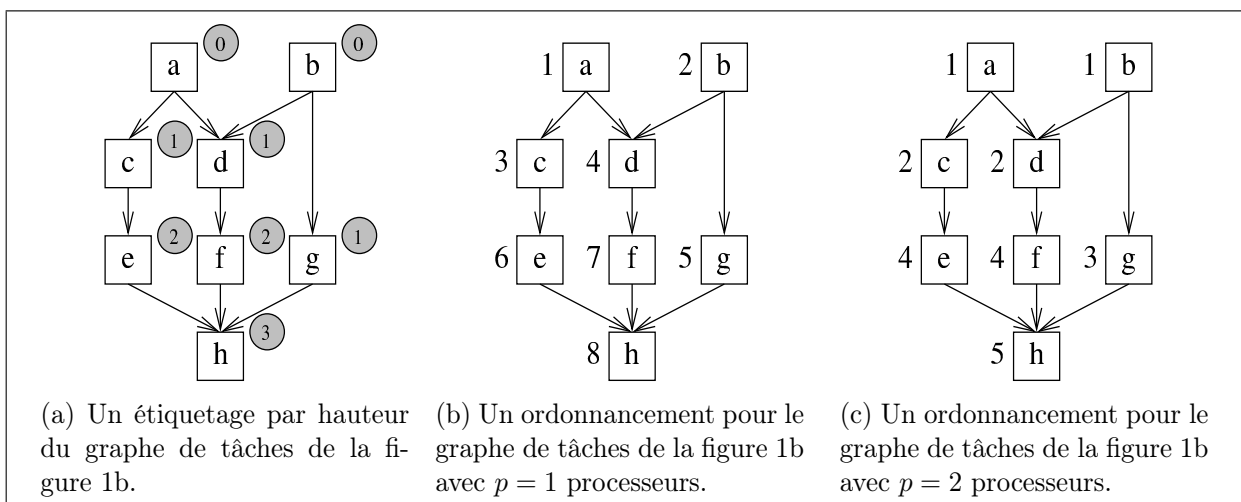 0 0 1 2 1 1
a b a b a b
1 1 3 4 2 2
c d c d c d
2 2 1 6 7 5 4 4 3
e f g e f g e f g
3 8 5
h h h
(a) Un étiquetage par hauteur
du graphe de tâches de la fi-
gure 1b.
(b) Un ordonnancement pour le
graphe de tâches de la figure 1b
avec p = 1 processeurs.
(c) Un ordonnancement pour le
graphe de tâches de la figure 1b
avec p = 2 processeurs.